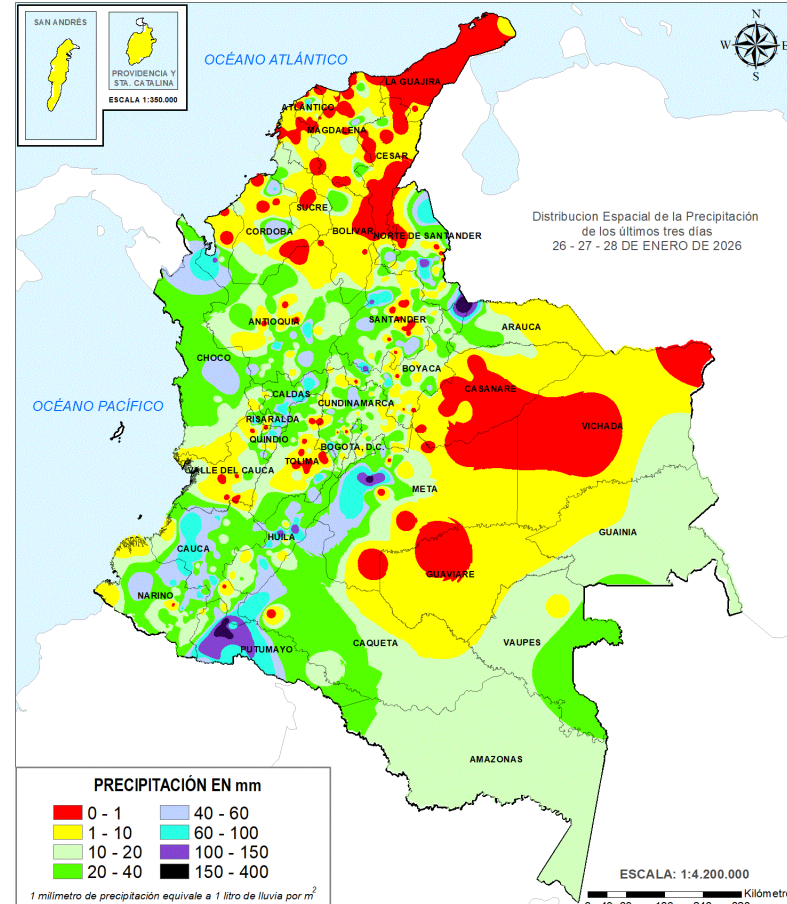 SAN ANDRÉS
PROVIDENCIA Y
STA. CATALINA
ESCALA 1:350.000
OCÉANO ATLÁNTICO
N
W
E
S
LA GUAJIRA
ATLANTICO
MAGDALENA
CESAR
SUCRE
CORDOBA
BOLIVAR
NORTE DE SANTANDER
Distribucion Espacial de la Precipitación
de los últimos tres días
26 - 27 - 28 DE ENERO DE 2026
ANTIOQUIA
SANTANDER
ARAUCA
CHOCO
BOYACA
CASANARE
CALDAS
CUNDINAMARCA
OCÉANO PACÍFICO
RISARALDA
VICHADA
QUINDIO
BOGOTA, D.C.
TOLIMA
VALLE DEL CAUCA
META
GUAINIA
HUILA
CAUCA
GUAVIARE
NARINO
CAQUETA
VAUPES
PUTUMAYO
AMAZONAS
PRECIPITACIÓN EN mm
0 - 1
40 - 60
1 - 10
60 - 100
10 - 20
100 - 150
20 - 40
150 - 400
1 milímetro de precipitación equivale a 1 litro de lluvia por m2
ESCALA: 1:4.200.000
Kilómetro